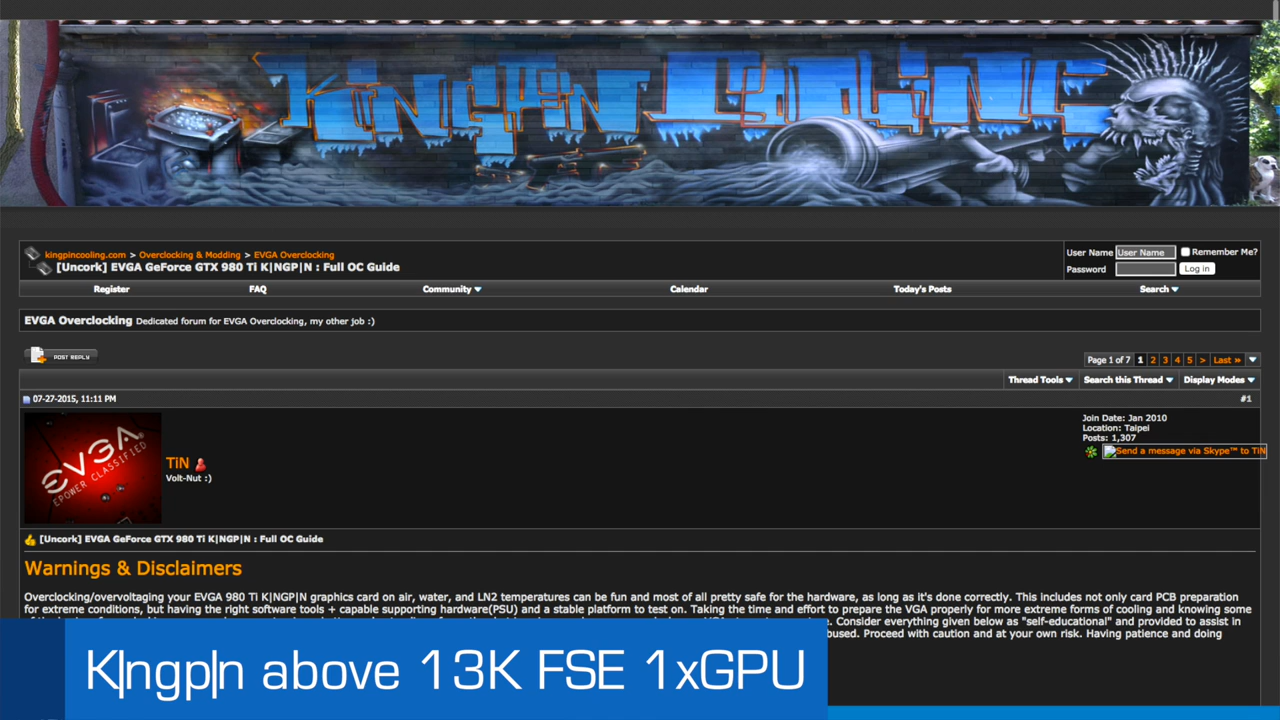 K|NGP|N COOLING
kingpincooling.com > Overclocking & Modding > EVGA Overclocking
[Uncork] EVGA GeForce GTX 980 Ti K|NGP|N : Full OC Guide
User Name User Name Remember Me?
Password Log in
Register FAQ Community Calendar Today's Posts Search
EVGA Overclocking Dedicated forum for EVGA Overclocking, my other job :)
POST REPLY
Page 1 of 7 1 2 3 4 5 > Last »
Thread Tools Search this Thread Display Modes
07-27-2015, 11:11 PM #1
EVGA
EPOWER CLASSIFIED
TiN
Volt-Nut :)
Join Date: Jan 2010
Location: Taipei
Posts: 1,307
Send a message via Skype™ to TiN
[Uncork] EVGA GeForce GTX 980 Ti K|NGP|N : Full OC Guide
Warnings & Disclaimers
Overclocking/overvoltaging your EVGA 980 Ti K|NGP|N graphics card on air, water, and LN2 temperatures can be fun and most of all pretty safe for the hardware, as long as it's done correctly. This includes not only card PCB preparation
for extreme conditions, but having the right software tools + capable supporting hardware(PSU) and a stable platform to test on. Taking the time and effort to prepare the VGA properly for more extreme forms of cooling and knowing some
Consider everything given below as "self-educational" and provided to assist in
Proceed with caution and at your own risk. Having patience and doing
K|ngp|n above 13K FSE 1xGPU